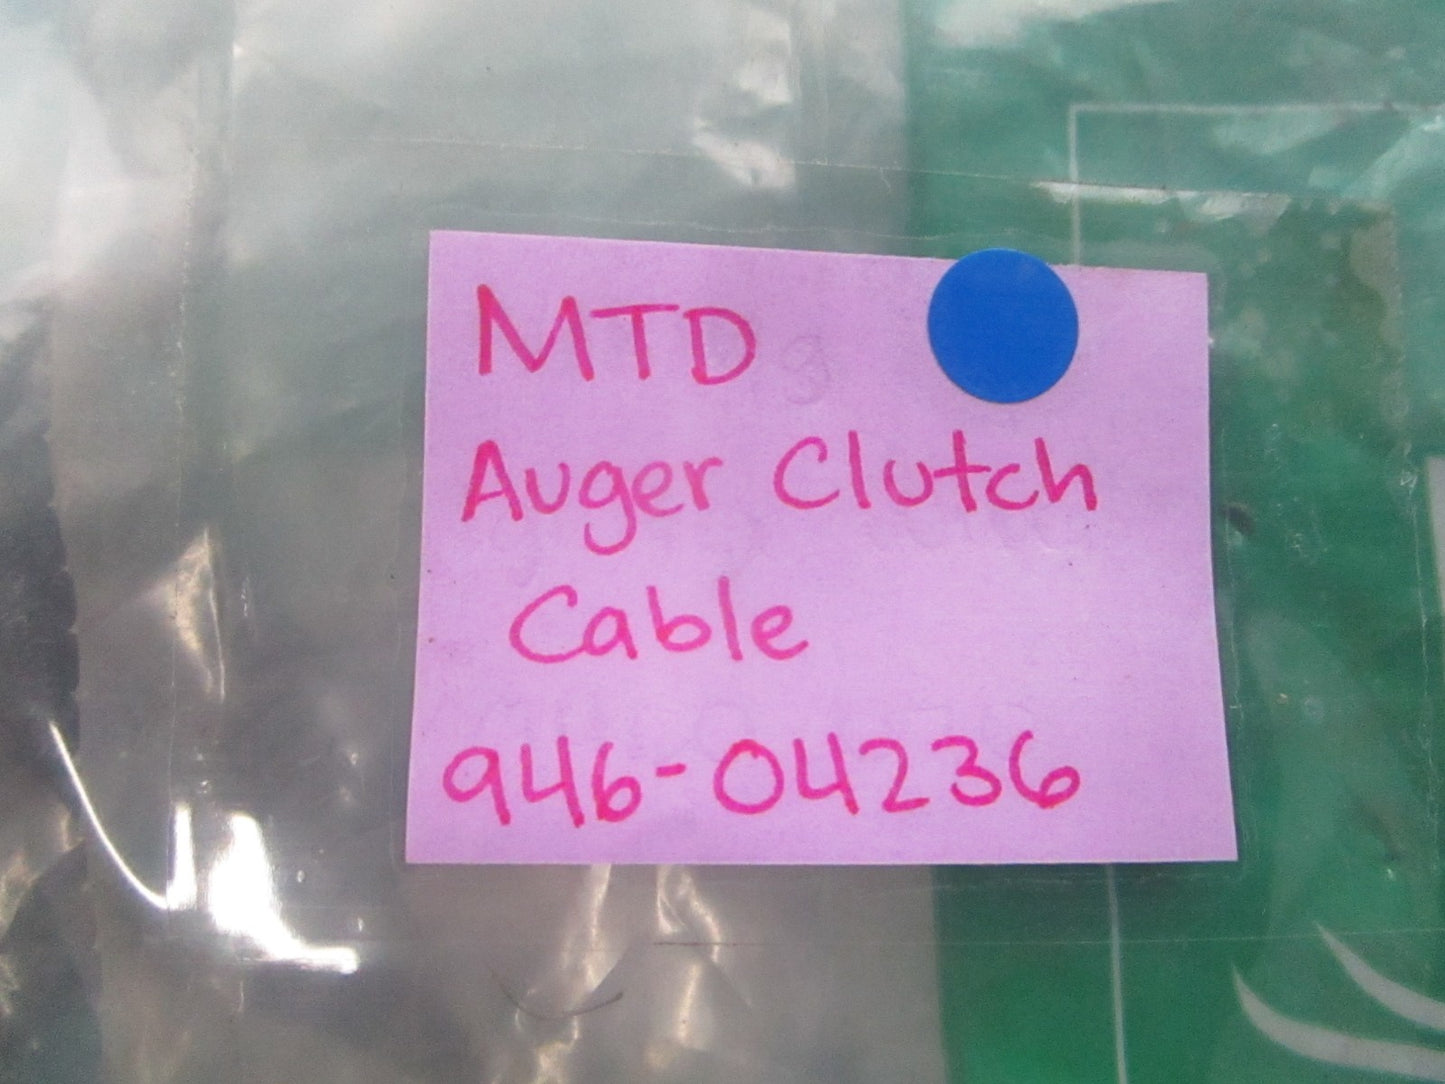 MTD
Auger Clutch
Cable
946-04236